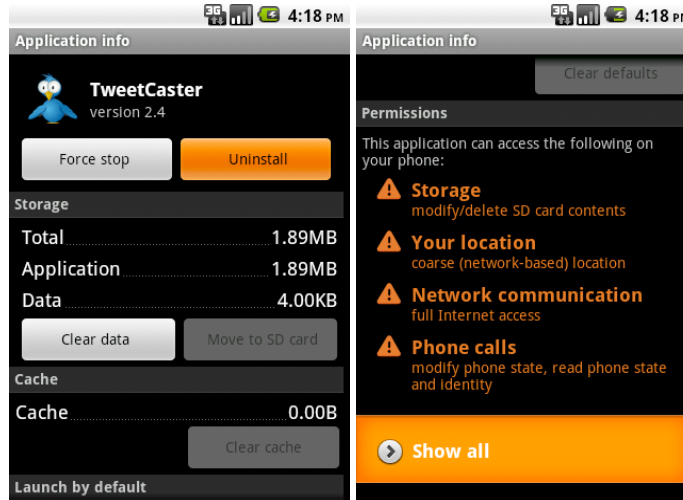 3G 4:18 PM
Application info
TweetCaster
version 2.4
Force stop
Uninstall
Storage
Total 1.89MB
Application 1.89MB
Data 4.00KB
Clear data
Move to SD card
Cache
Cache 0.00B
Clear cache
Launch by default
3G 4:18 PM
Application info
Clear defaults
Permissions
This application can access the following on
your phone:
Storage
modify/delete SD card contents
Your location
coarse (network-based) location
Network communication
full Internet access
Phone calls
modify phone state, read phone state
and identity
Show all